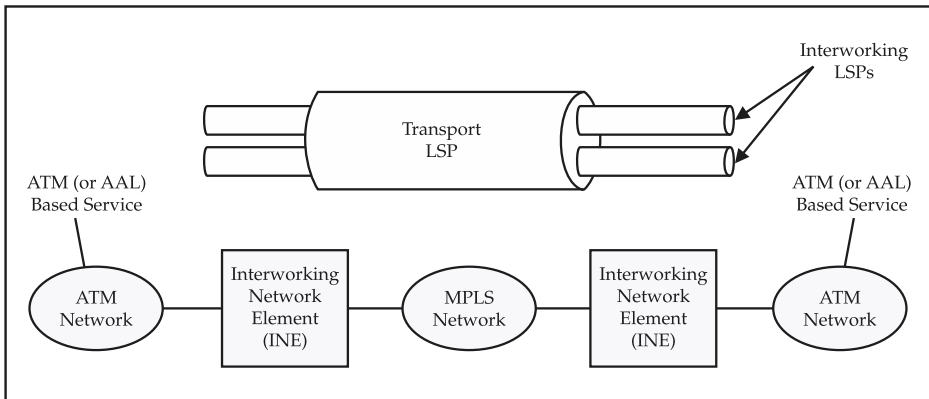 Interworking
LSPs
Transport
LSP
ATM (or AAL)
Based Service
ATM (or AAL)
Based Service
ATM
Network
Interworking
Network
Element
(INE)
MPLS
Network
Interworking
Network
Element
(INE)
ATM
Network